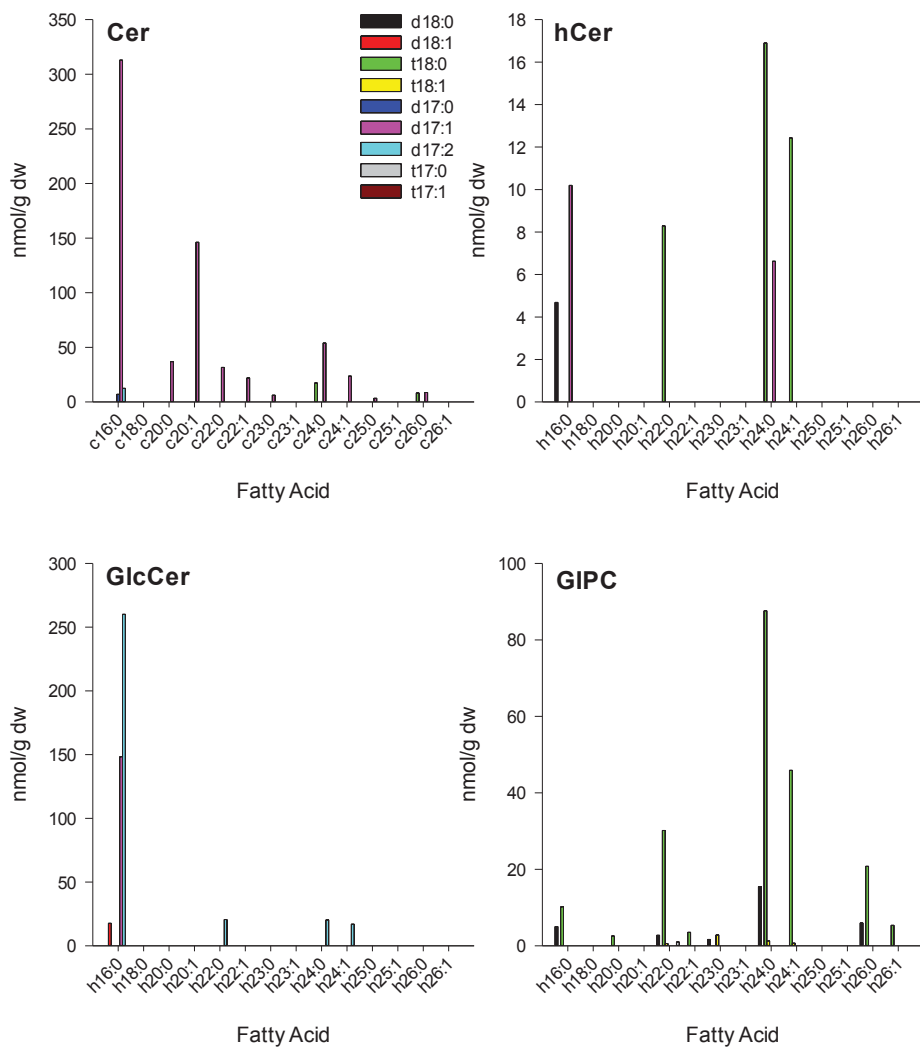 Cer
350
300
250
200
150
100
50
0
nmol/g dw
d18:0
d18:1
t18:0
t18:1
d17:0
d17:1
d17:2
t17:0
t17:1
c16:0
c18:0
c20:0
c20:1
c22:0
c22:1
c23:0
c23:1
c24:0
c24:1
c25:0
c25:1
c26:0
c26:1
Fatty Acid
hCer
18
16
14
12
10
8
6
4
2
0
nmol/g dw
h16:0
h18:0
h20:0
h20:1
h22:0
h22:1
h23:0
h23:1
h24:0
h24:1
h25:0
h25:1
h26:0
h26:1
Fatty Acid
GlcCer
300
250
200
150
100
50
0
nmol/g dw
h16:0
h18:0
h20:0
h20:1
h22:0
h22:1
h23:0
h23:1
h24:0
h24:1
h25:0
h25:1
h26:0
h26:1
Fatty Acid
GIPC
100
80
60
40
20
0
nmol/g dw
h16:0
h18:0
h20:0
h20:1
h22:0
h22:1
h23:0
h23:1
h24:0
h24:1
h25:0
h25:1
h26:0
h26:1
Fatty Acid